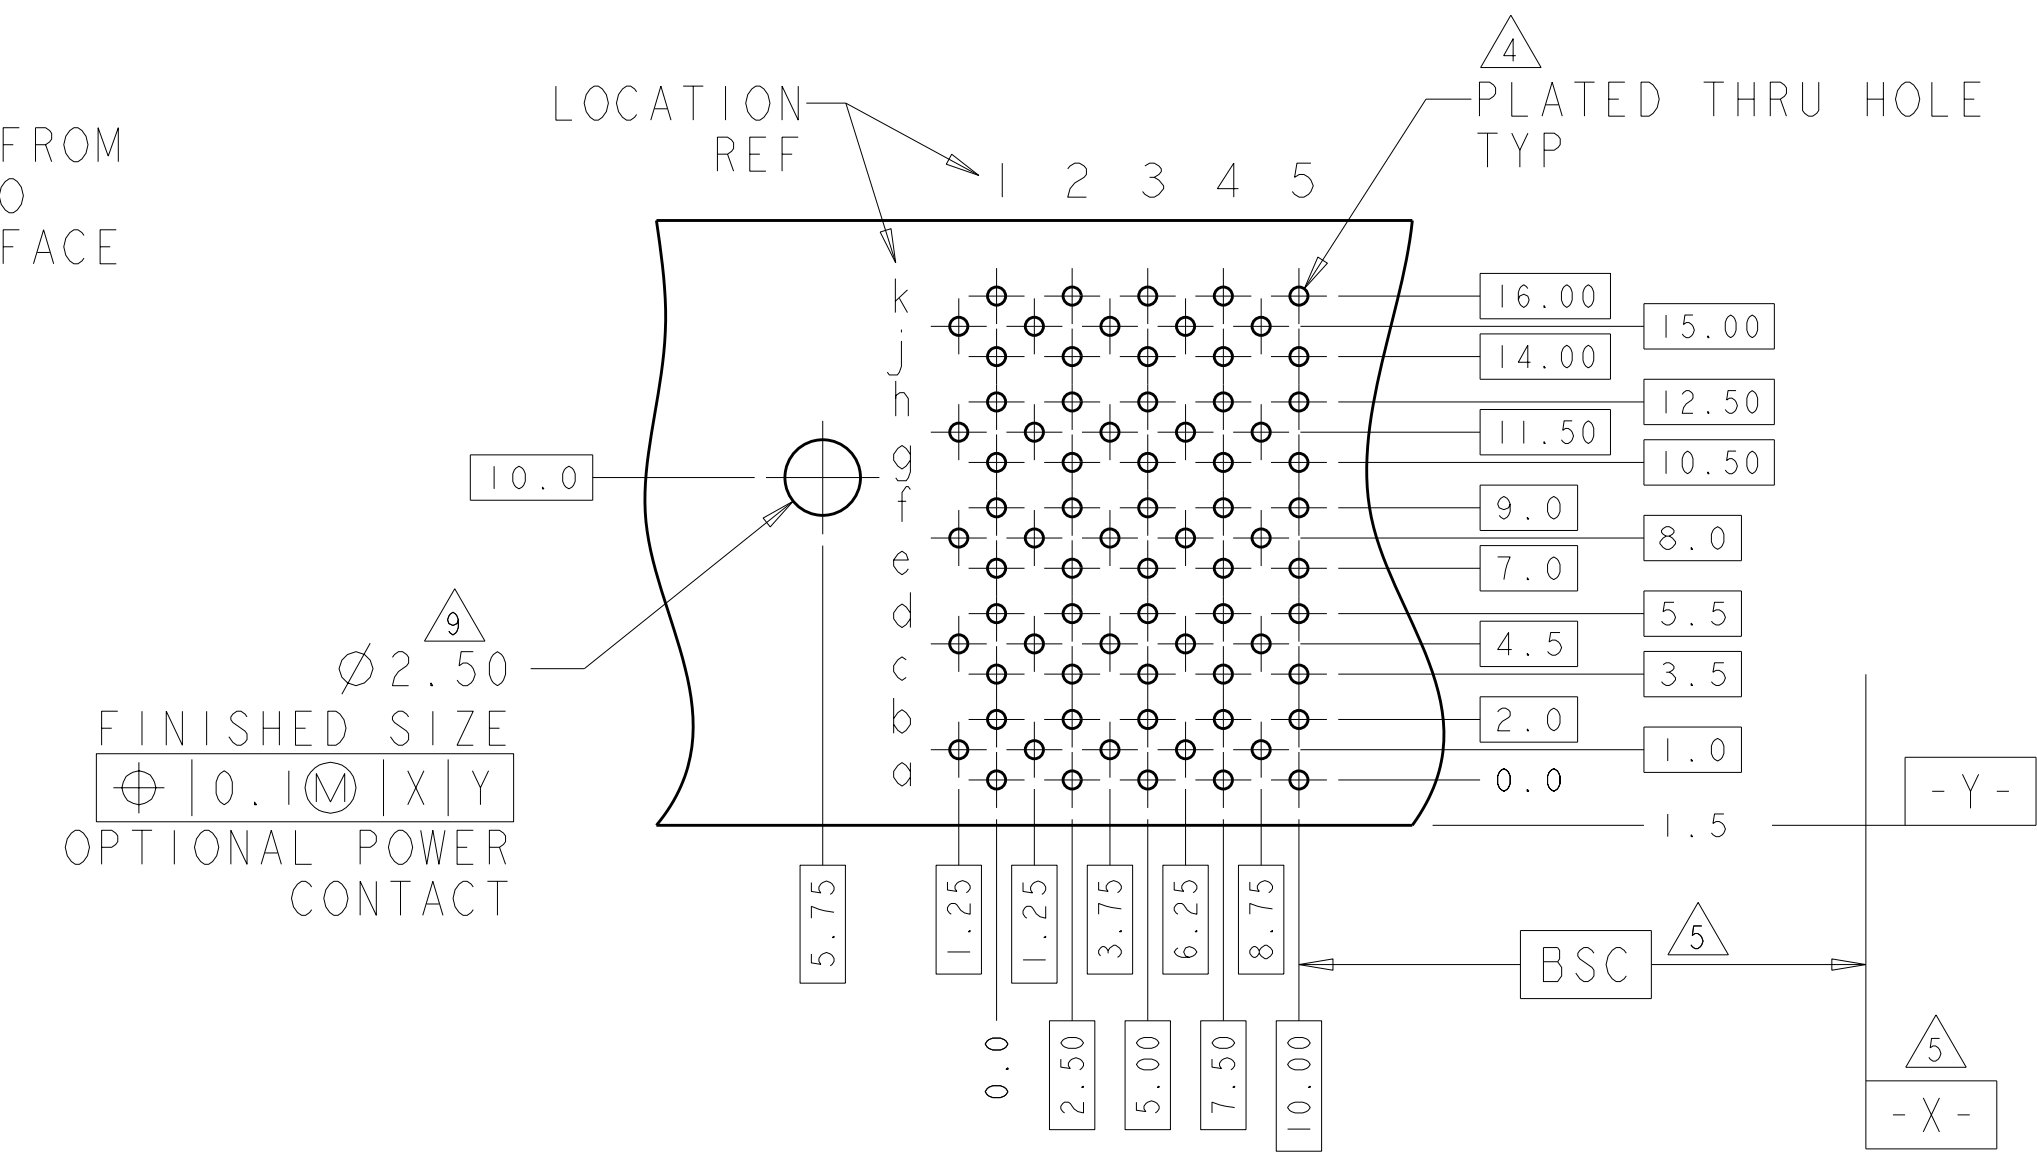 4
LOCATION
REF
PLATED THRU HOLE
TYP
FROM
O
FACE
1 2 3 4 5
k
j
h
g
f
e
d
c
b
a
16.00
15.00
14.00
12.50
11.50
10.50
10.0
9.0
8.0
7.0
5.5
4.5
3.5
2.0
1.0
0.0
1.5
9
Ø2.50
FINISHED SIZE
⌖ 0.1Ⓜ X Y
OPTIONAL POWER
CONTACT
-Y-
5.75
1.25
1.25
3.75
6.25
8.75
BSC
5
0.0
2.50
5.00
7.50
10.00
5
-X-